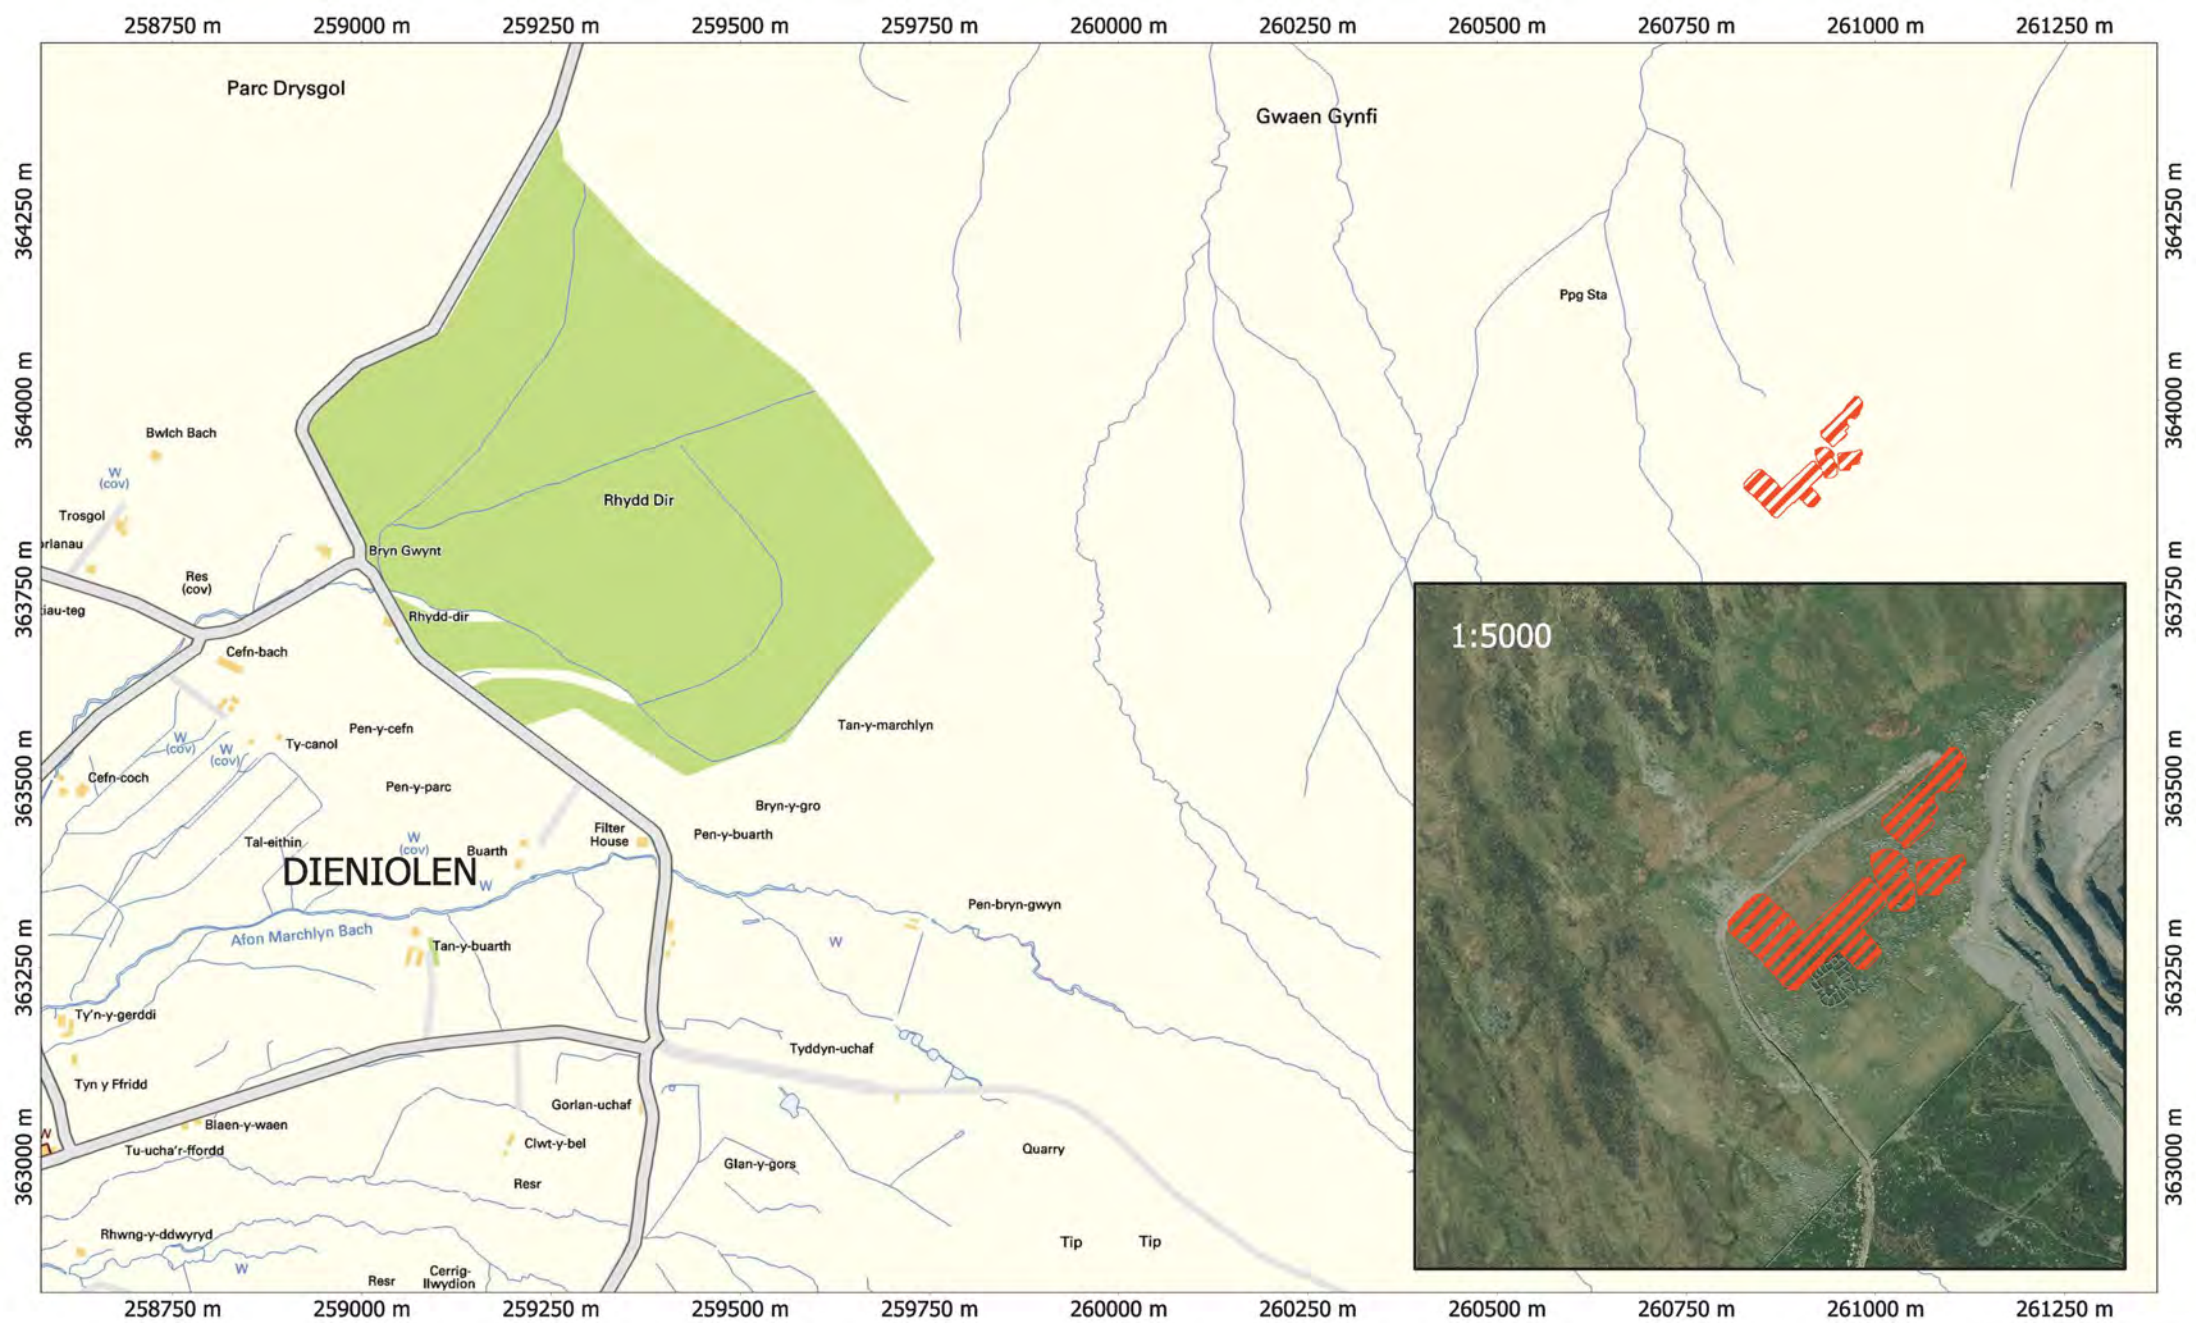 258750 m 259000 m 259250 m 259500 m 259750 m 260000 m 260250 m 260500 m 260750 m 261000 m 261250 m
364250 m
364000 m
363750 m
363500 m
363250 m
363000 m
Parc Drysgol
Gwaen Gynfi
Ppg Sta
Bwlch Bach
W
(cov)
Rhydd Dir
Trosgol
rlanau
Bryn Gwynt
Res
(cov)
iau-teg
Rhydd-dir
1:5000
Cefn-bach
Tan-y-marchlyn
Pen-y-cefn
W
(cov)
W
(cov)
Ty-canol
Cefn-coch
Pen-y-parc
Bryn-y-gro
Filter
House
Pen-y-buarth
Tal-eithin
W
(cov)
Buarth
DIENIOLEN
W
Pen-bryn-gwyn
Afon Marchlyn Bach
Tan-y-buarth
W
Ty'n-y-gerddi
Tyddyn-uchaf
Tyn y Ffridd
Gorlan-uchaf
Blaen-y-waen
W
Tu-ucha'r-ffordd
Clwt-y-bel
Quarry
Glan-y-gors
Resr
Rhwng-y-ddwyryd
Tip Tip
W
Resr
Cerrig-
llwydion
364250 m
364000 m
363750 m
363500 m
363250 m
363000 m
258750 m 259000 m 259250 m 259500 m 259750 m 260000 m 260250 m 260500 m 260750 m 261000 m 261250 m